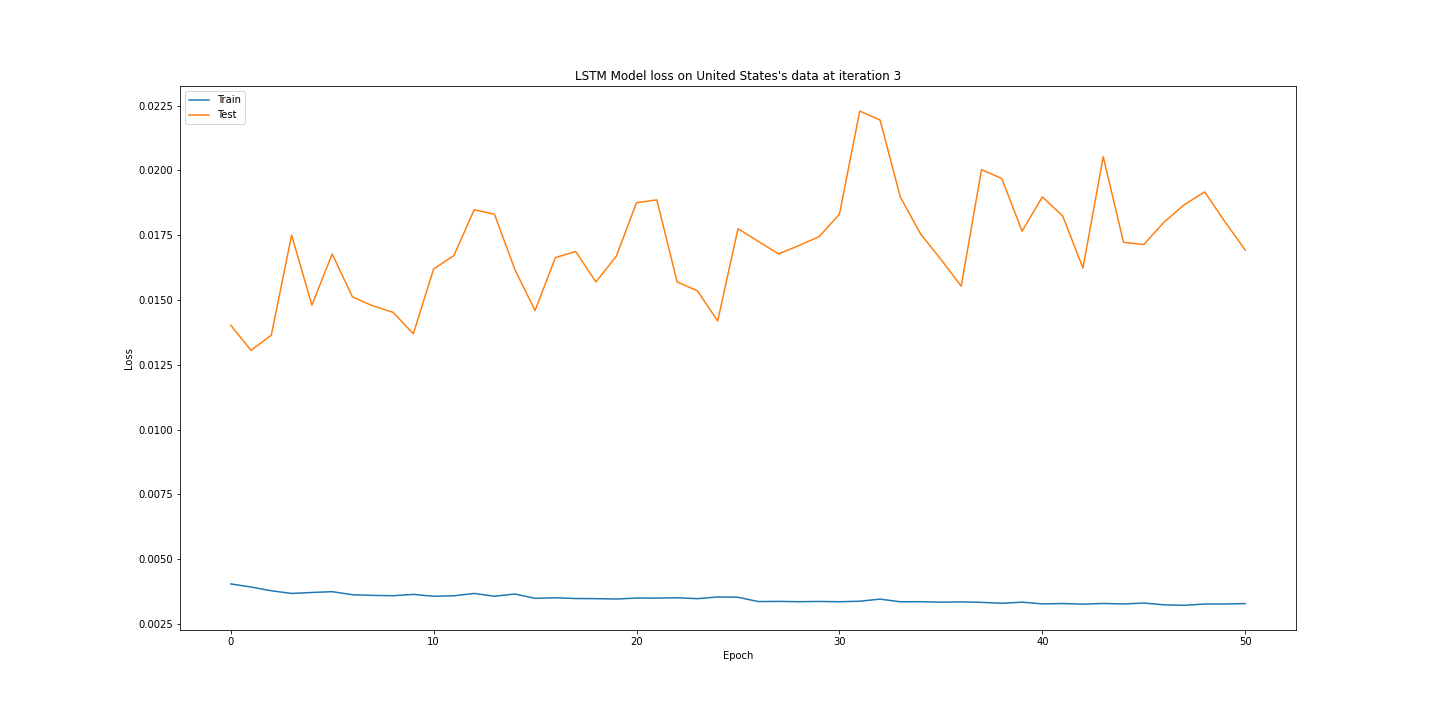 LSTM Model loss on United States's data at iteration 3
Train
Test
0.0225
0.0200
0.0175
0.0150
0.0125
0.0100
0.0075
0.0050
0.0025
Loss
0 10 20 30 40 50
Epoch